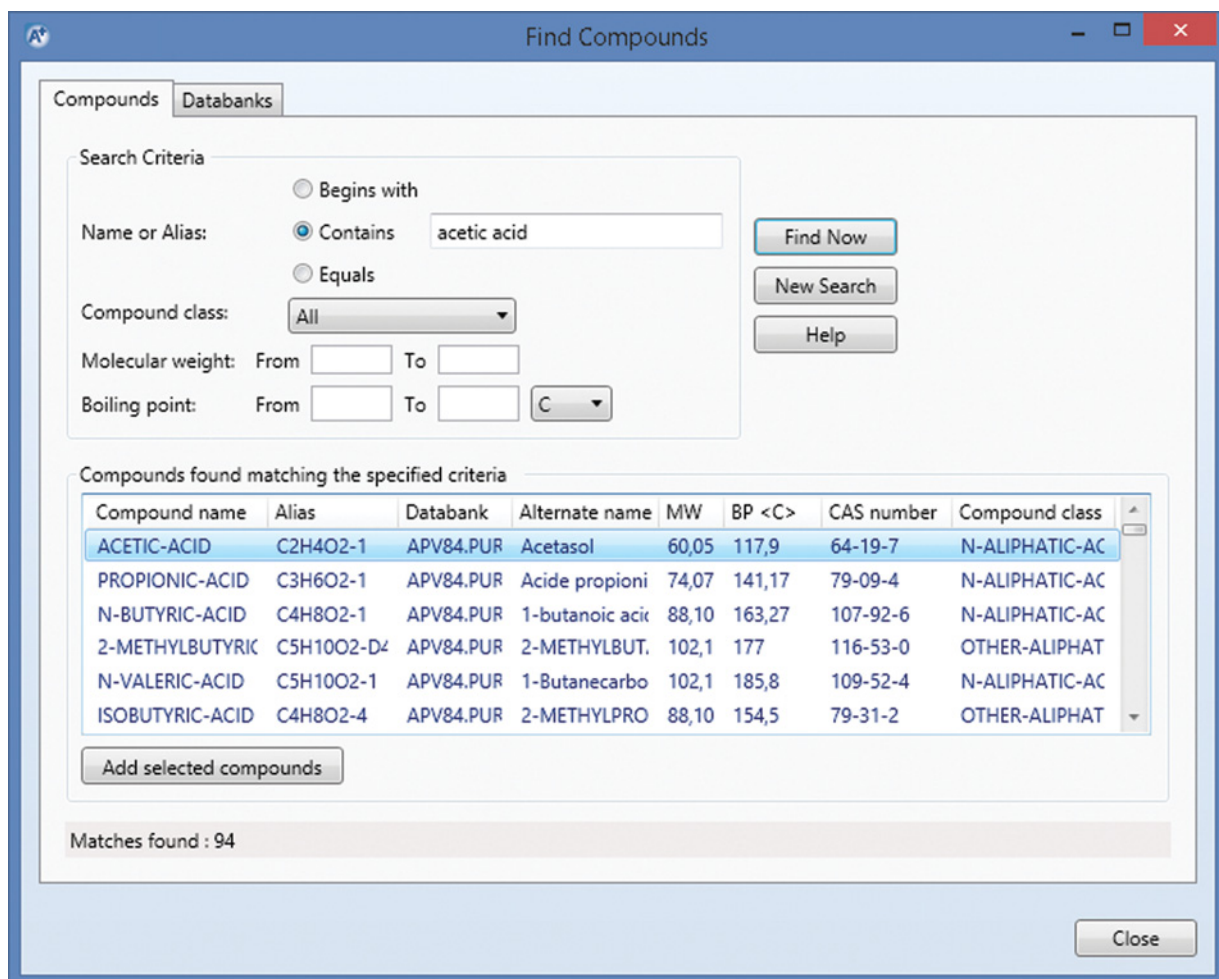 A+
Find Compounds
Compounds Databanks
Search Criteria
Begins with
Name or Alias: Contains acetic acid
Find Now
Equals
New Search
Compound class: All
Help
Molecular weight: From To
Boiling point: From To C
Compounds found matching the specified criteria
Compound name Alias Databank Alternate name MW BP <C> CAS number Compound class
ACETIC-ACID C2H4O2-1 APV84.PUR Acetasol 60,05 117,9 64-19-7 N-ALIPHATIC-AC
PROPIONIC-ACID C3H6O2-1 APV84.PUR Acide propioni 74,07 141,17 79-09-4 N-ALIPHATIC-AC
N-BUTYRIC-ACID C4H8O2-1 APV84.PUR 1-butanoic acid 88,10 163,27 107-92-6 N-ALIPHATIC-AC
2-METHYLBUTYRIC C5H10O2-D4 APV84.PUR 2-METHYLBUT. 102,1 177 116-53-0 OTHER-ALIPHAT
N-VALERIC-ACID C5H10O2-1 APV84.PUR 1-Butanecarbo 102,1 185,8 109-52-4 N-ALIPHATIC-AC
ISOBUTYRIC-ACID C4H8O2-4 APV84.PUR 2-METHYLPRO 88,10 154,5 79-31-2 OTHER-ALIPHAT
Add selected compounds
Matches found : 94
Close